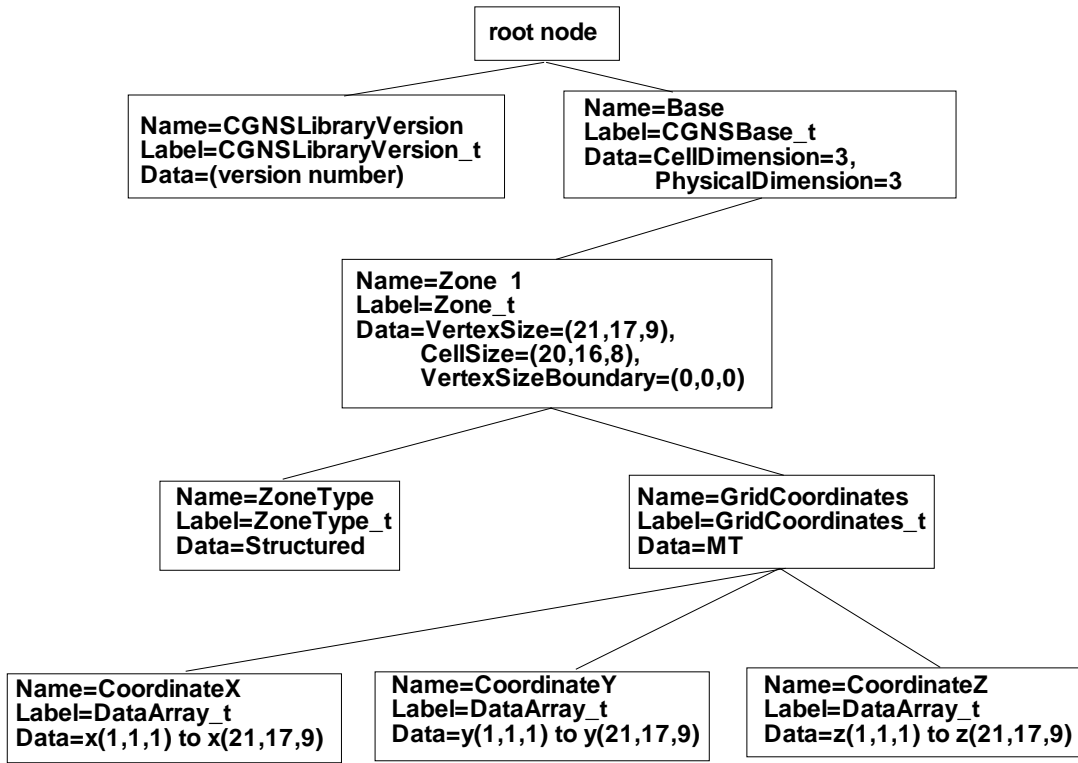 root node
Name=CGNSLibraryVersion
Label=CGNSLibraryVersion_t
Data=(version number)
Name=Base
Label=CGNSBase_t
Data=CellDimension=3,
PhysicalDimension=3
Name=Zone 1
Label=Zone_t
Data=VertexSize=(21,17,9),
CellSize=(20,16,8),
VertexSizeBoundary=(0,0,0)
Name=ZoneType
Label=ZoneType_t
Data=Structured
Name=GridCoordinates
Label=GridCoordinates_t
Data=MT
Name=CoordinateX
Label=DataArray_t
Data=x(1,1,1) to x(21,17,9)
Name=CoordinateY
Label=DataArray_t
Data=y(1,1,1) to y(21,17,9)
Name=CoordinateZ
Label=DataArray_t
Data=z(1,1,1) to z(21,17,9)